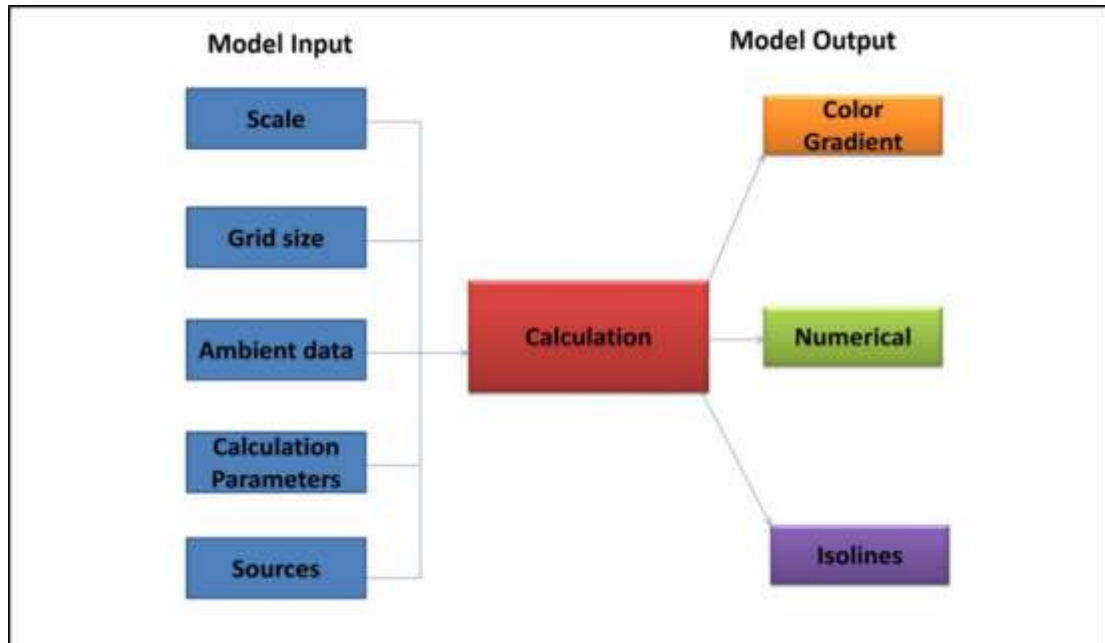 Model Input
Model Output
Scale
Grid size
Ambient data
Calculation
Parameters
Sources
Calculation
Color
Gradient
Numerical
Isolines